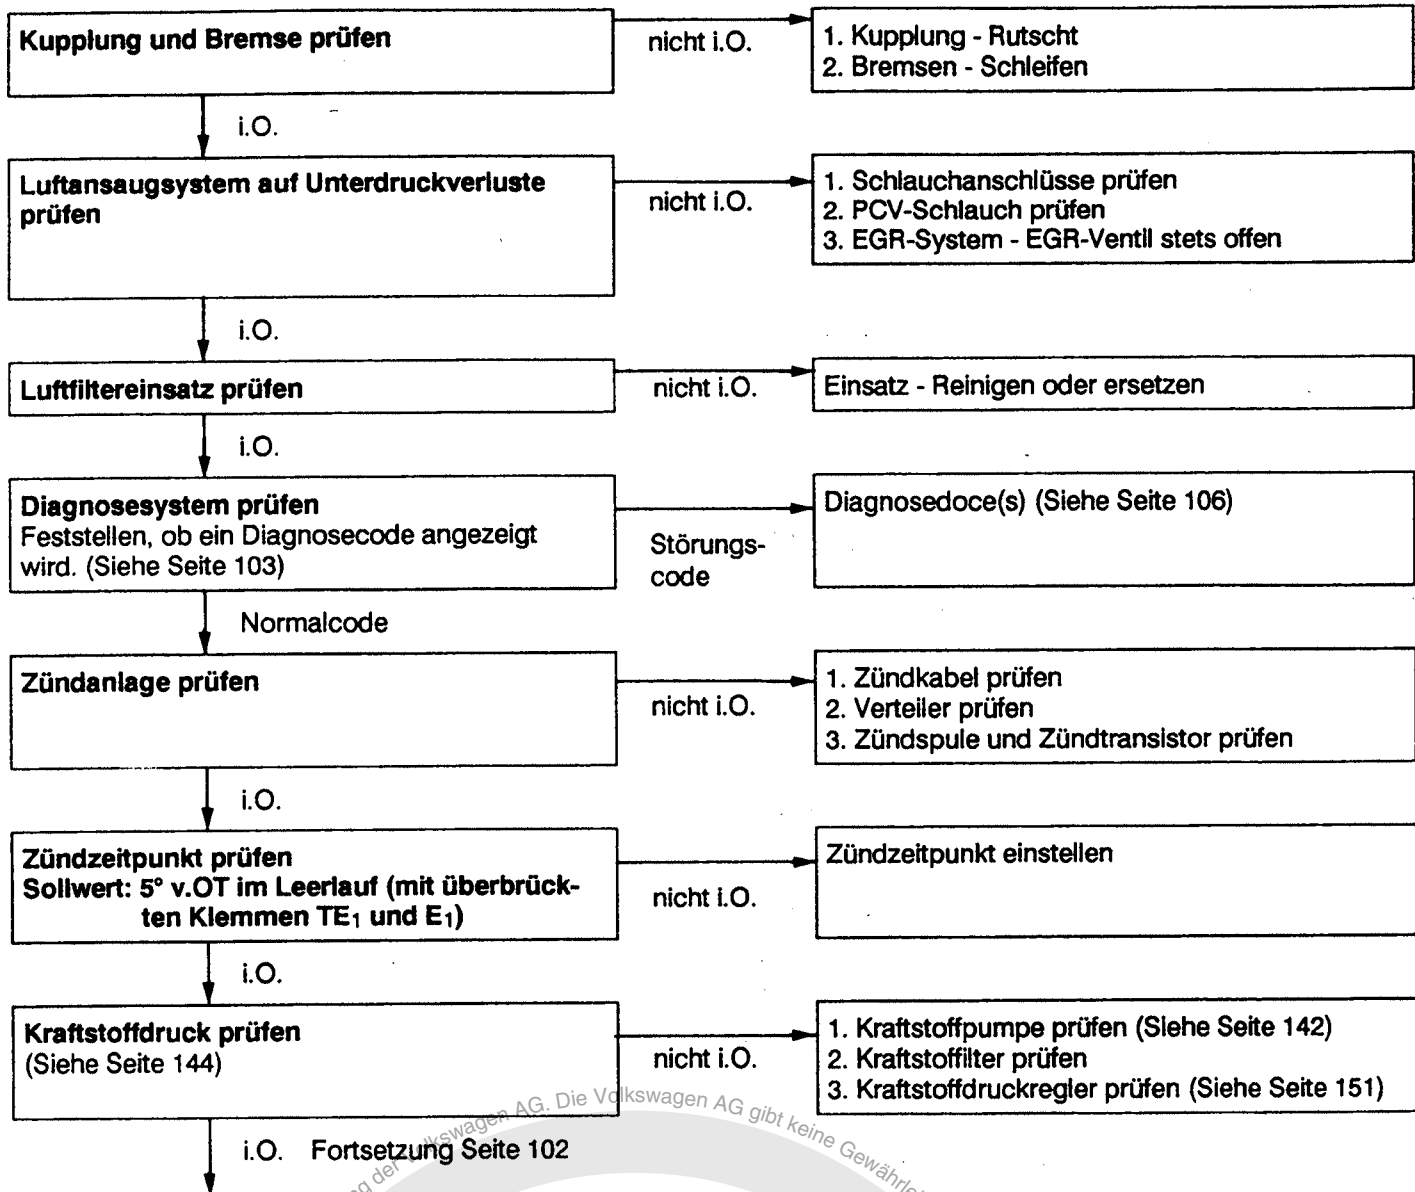 Kupplung und Bremse prüfen
nicht i.O.
1. Kupplung - Rutscht
2. Bremsen - Schleifen
i.O.
Luftansaugsystem auf Unterdruckverluste
prüfen
nicht i.O.
1. Schlauchanschlüsse prüfen
2. PCV-Schlauch prüfen
3. EGR-System - EGR-Ventil stets offen
i.O.
Luftfiltereinsatz prüfen
nicht i.O.
Einsatz - Reinigen oder ersetzen
i.O.
Diagnosesystem prüfen
Feststellen, ob ein Diagnosecode angezeigt
wird. (Siehe Seite 103)
Störungs-
code
Diagnosedoce(s) (Siehe Seite 106)
Normalcode
Zündanlage prüfen
nicht i.O.
1. Zündkabel prüfen
2. Verteiler prüfen
3. Zündspule und Zündtransistor prüfen
i.O.
Zündzeitpunkt prüfen
Sollwert: 5° v.OT im Leerlauf (mit überbrück-
ten Klemmen TE₁ und E₁)
nicht i.O.
Zündzeitpunkt einstellen
i.O.
Kraftstoffdruck prüfen
(Siehe Seite 144)
nicht i.O.
1. Kraftstoffpumpe prüfen (Siehe Seite 142)
2. Kraftstoffilter prüfen
3. Kraftstoffdruckregler prüfen (Siehe Seite 151)
i.O. Fortsetzung Seite 102
der Volkswagen AG. Die Volkswagen AG gibt keine